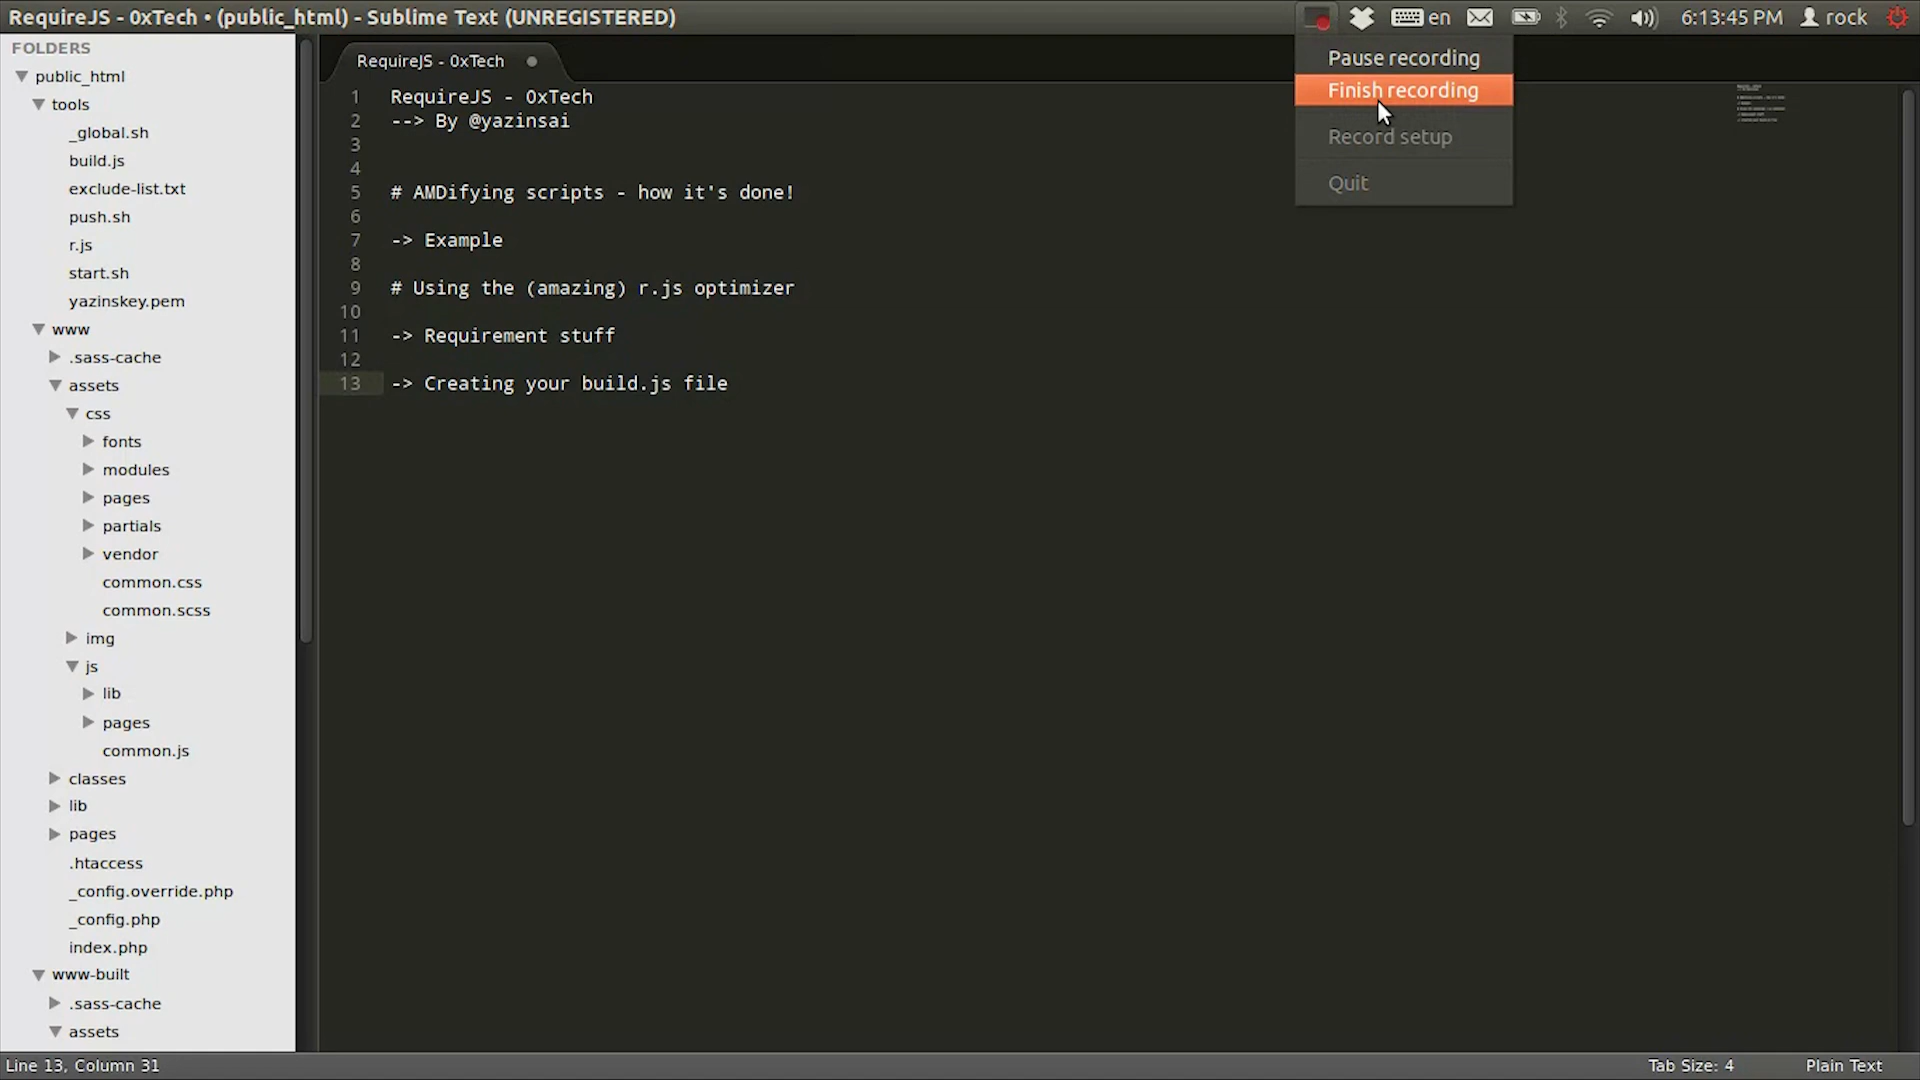 RequireJS - 0xTech • (public_html) - Sublime Text (UNREGISTERED)
en
6:13:45 PM
rock
Pause recording
Finish recording
Record setup
Quit
FOLDERS
public_html
tools
_global.sh
build.js
exclude-list.txt
push.sh
r.js
start.sh
yazinskey.pem
www
.sass-cache
assets
css
fonts
modules
pages
partials
vendor
common.css
common.scss
img
js
lib
pages
common.js
classes
lib
pages
.htaccess
_config.override.php
_config.php
index.php
www-built
.sass-cache
assets
RequireJS - 0xTech
1 RequireJS - 0xTech
2 --> By @yazinsai
3
4
5 # AMDifying scripts - how it's done!
6
7 -> Example
8
9 # Using the (amazing) r.js optimizer
10
11 -> Requirement stuff
12
13 -> Creating your build.js file
Line 13, Column 31
Tab Size: 4
Plain Text